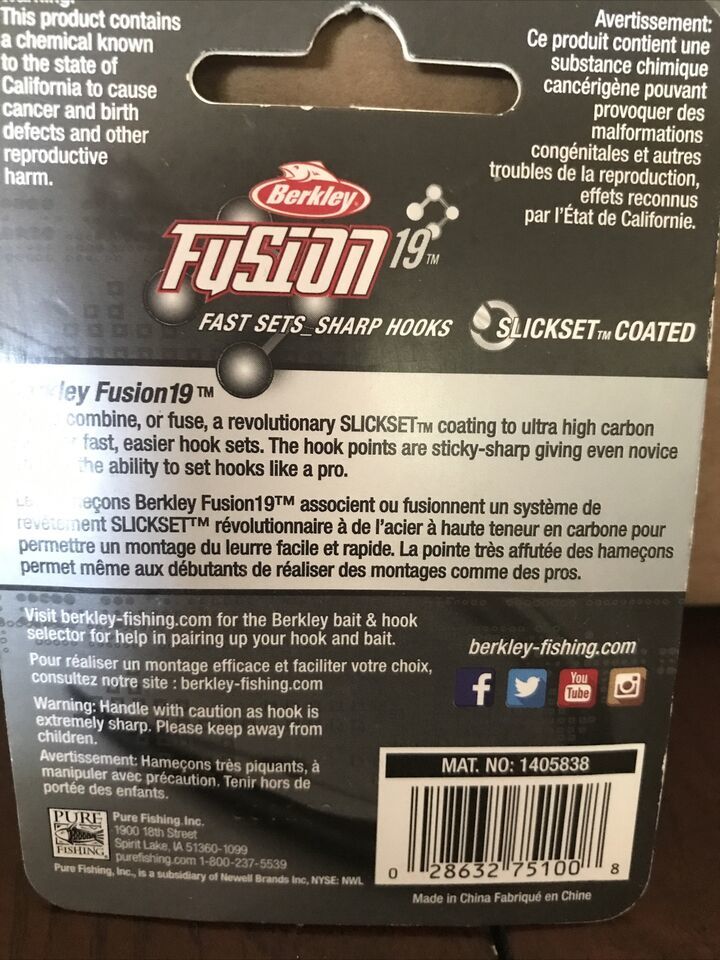 This product contains
a chemical known
to the state of
California to cause
cancer and birth
defects and other
reproductive
harm.
Avertissement:
Ce produit contient une
substance chimique
cancérigène pouvant
provoquer des
malformations
congénitales et autres
troubles de la reproduction,
effets reconnus
par l'État de Californie.
Berkley
FUSION 19™
FAST SETS_SHARP HOOKS
SLICKSET™ COATED
Fusion19™
combine, or fuse, a revolutionary SLICKSET™ coating to ultra high carbon
fast, easier hook sets. The hook points are sticky-sharp giving even novice
the ability to set hooks like a pro.
Berkley Fusion19™ associent ou fusionnent un système de
revêtement SLICKSET™ révolutionnaire à de l'acier à haute teneur en carbone pour
permettre un montage du leurre facile et rapide. La pointe très affutée des hameçons
permet même aux débutants de réaliser des montages comme des pros.
Visit berkley-fishing.com for the Berkley bait & hook
selector for help in pairing up your hook and bait.
Pour réaliser un montage efficace et faciliter votre choix,
consultez notre site : berkley-fishing.com
Warning: Handle with caution as hook is
extremely sharp. Please keep away from
children.
Avertissement: Hameçons très piquants, à
manipuler avec précaution. Tenir hors de
portée des enfants.
berkley-fishing.com
f
You
Tube
MAT. NO: 1405838
0 28632 75100 8
Made in China Fabriqué en Chine
PURE
FISHING
Pure Fishing, Inc.
1900 18th Street
Spirit Lake, IA 51360-1099
purefishing.com 1-800-237-5539
Pure Fishing, Inc., is a subsidiary of Newell Brands Inc, NYSE: NWL